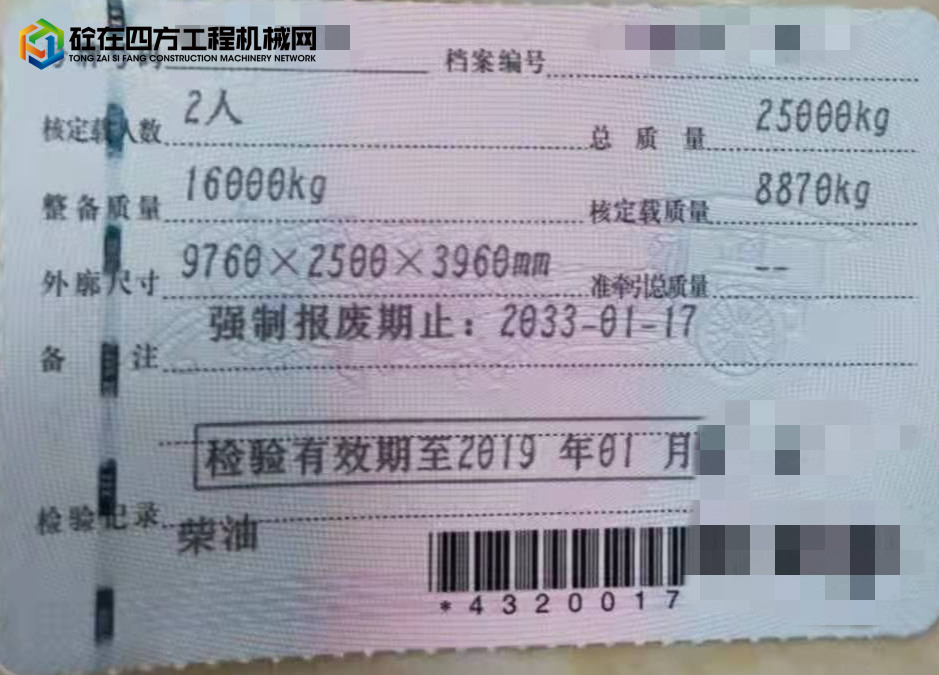 砼在四方工程机械网
TONG ZAI SI FANG CONSTRUCTION MACHINERY NETWORK
档案编号
核定载人数 2人 总质量 25000kg
整备质量 16000kg 核定载质量 8870kg
外廓尺寸 9760×2500×3960mm 准牵引总质量 --
备注 强制报废期止：2033-01-17
检验有效期至2019 年01 月
检验记录 柴油
*4320017